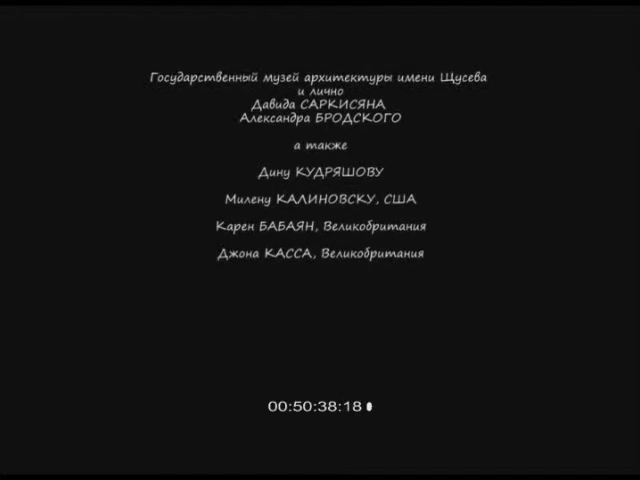 Государственный музей архитектуры имени Щусева
и лично
Давида САРКИСЯНА
Александра БРОДСКОГО
а также
Дину КУДРЯШОВУ
Милену КАЛИНОВСКУ, США
Карен БАБАЯН, Великобритания
Джона КАССА, Великобритания
00:50:38:18